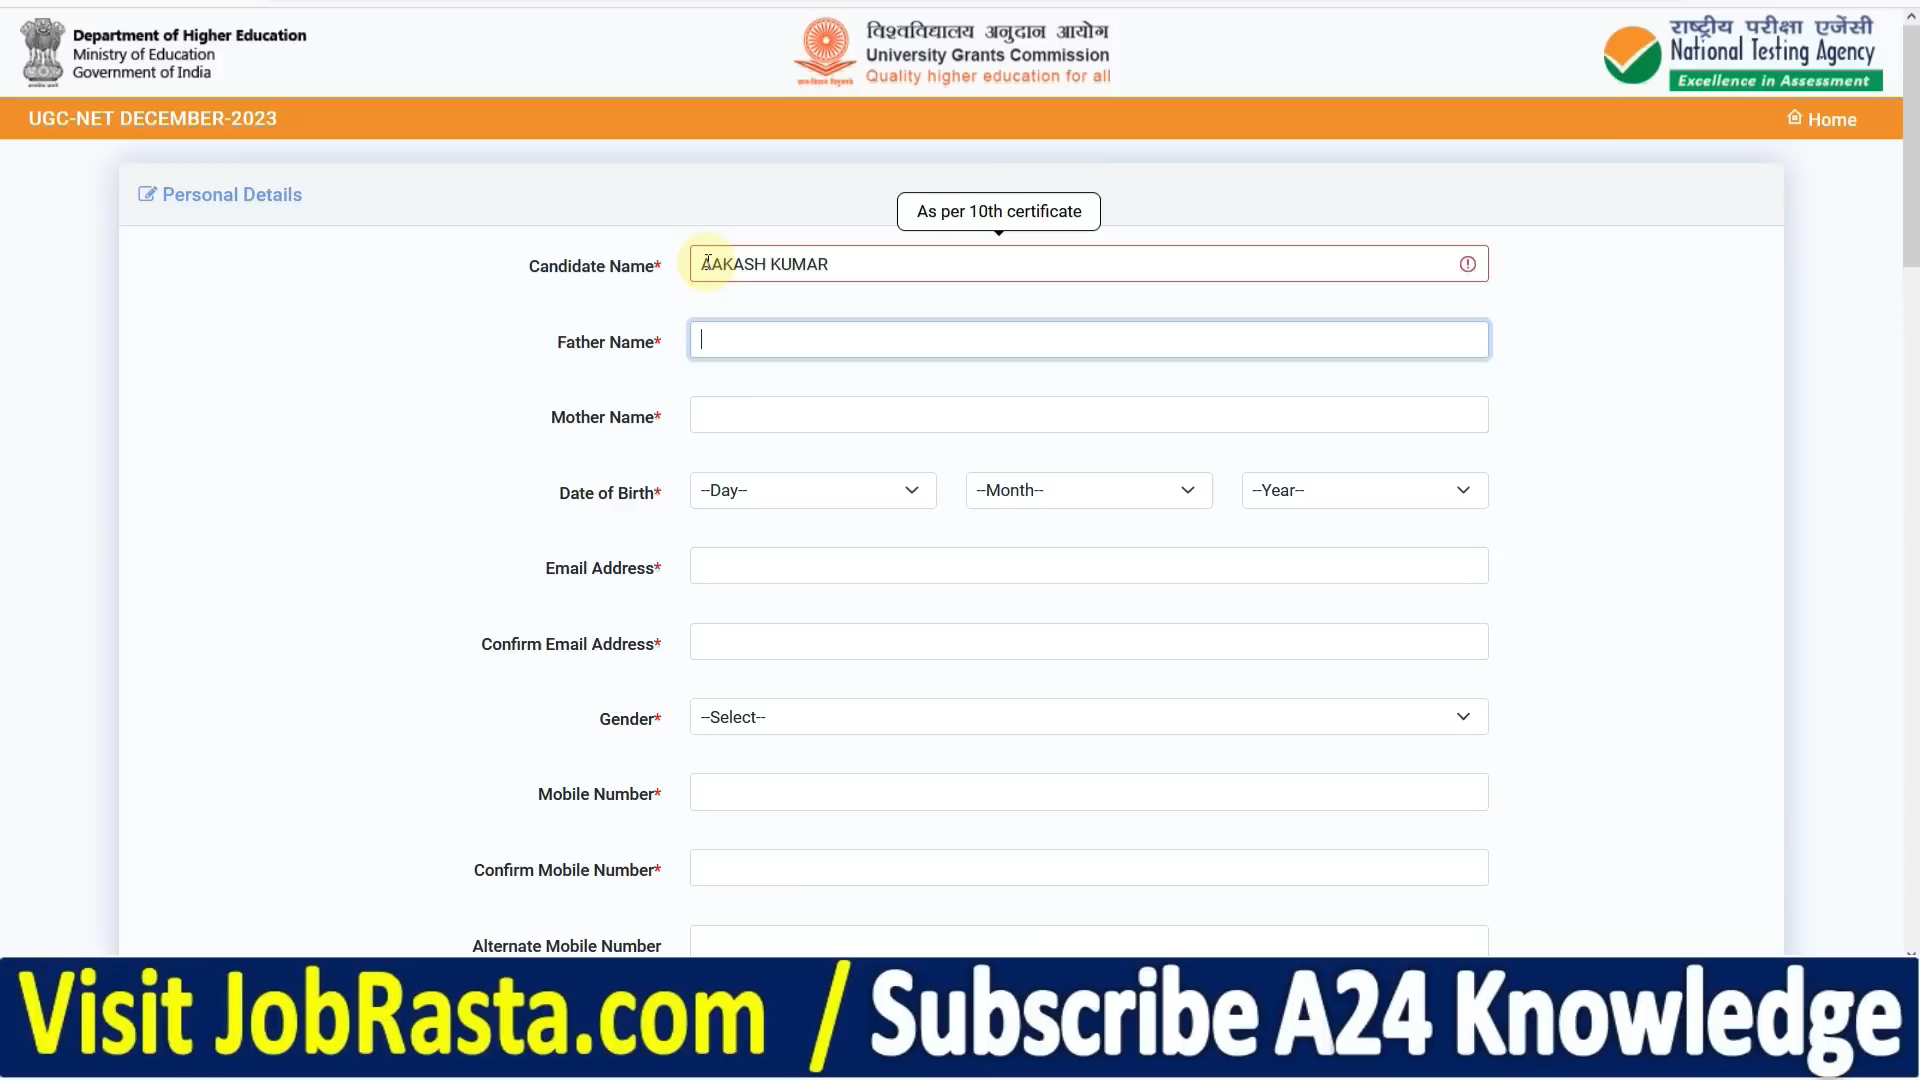 Department of Higher Education
Ministry of Education
Government of India
विश्वविद्यालय अनुदान आयोग
University Grants Commission
Quality higher education for all
राष्ट्रीय परीक्षा एजेंसी
National Testing Agency
Excellence in Assessment
UGC-NET DECEMBER-2023
Home
Personal Details
As per 10th certificate
Candidate Name*
AAKASH KUMAR
Father Name*
Mother Name*
Date of Birth*
--Day--
--Month--
--Year--
Email Address*
Confirm Email Address*
Gender*
--Select--
Mobile Number*
Confirm Mobile Number*
Alternate Mobile Number
Visit JobRasta.com / Subscribe A24 Knowledge